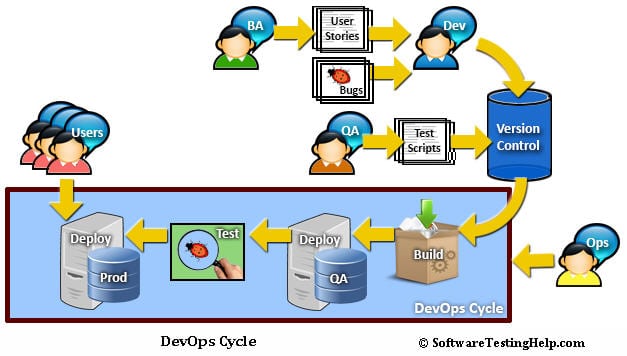 BA
User
Stories
Dev
Bugs
Users
QA
Test
Scripts
Version
Control
Deploy
Prod
Test
Deploy
QA
Build
Ops
DevOps Cycle
DevOps Cycle
© SoftwareTestingHelp.com